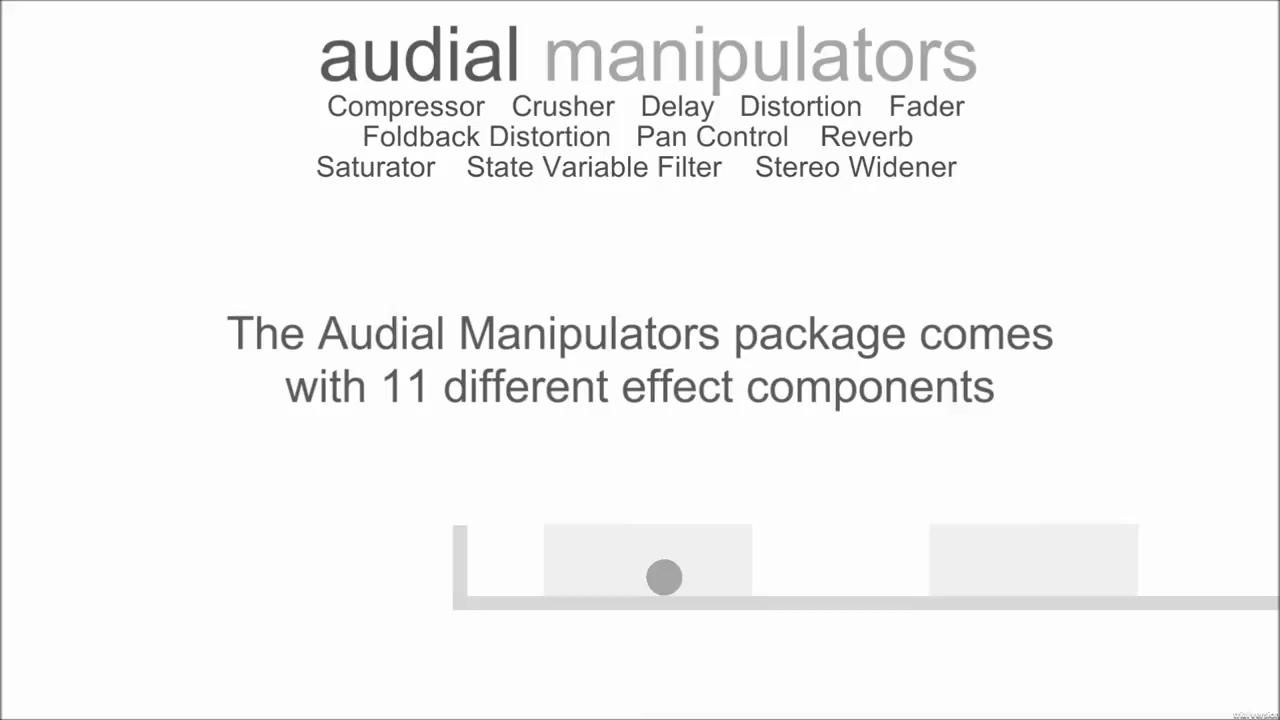 audial manipulators
Compressor Crusher Delay Distortion Fader
Foldback Distortion Pan Control Reverb
Saturator State Variable Filter Stereo Widener
The Audial Manipulators package comes
with 11 different effect components